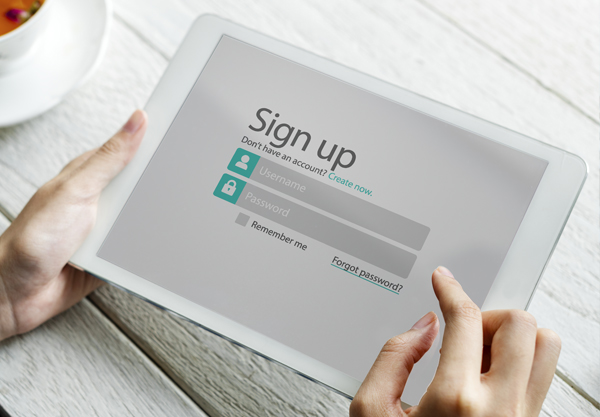 Sign up
Don't have an account? Create now.
Username
Password
Remember me
Forgot password?